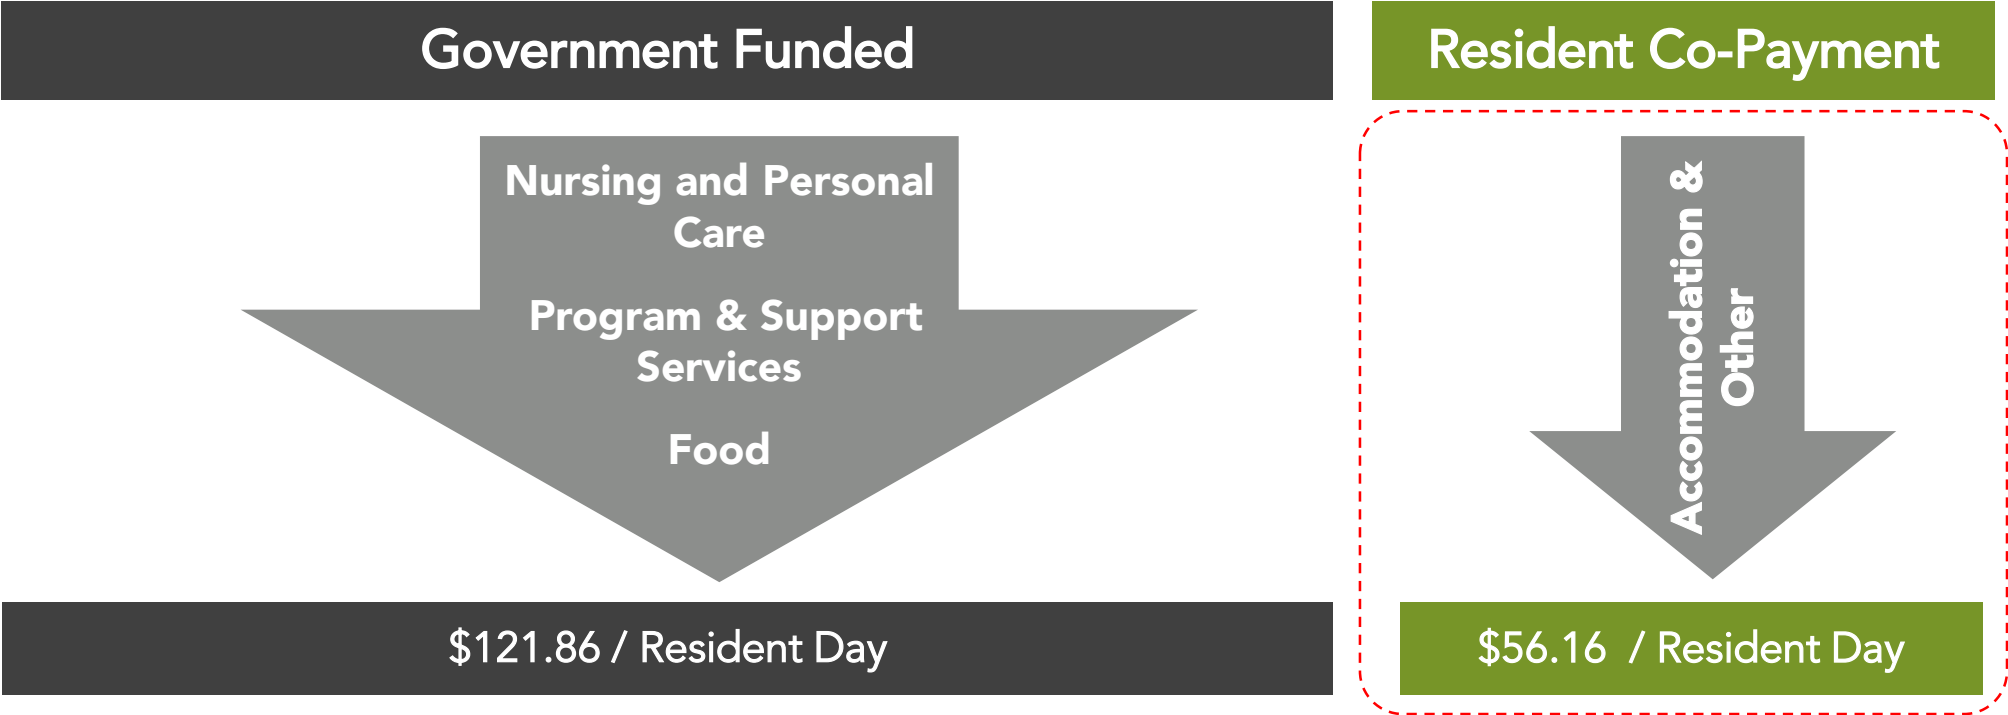 Government Funded
Resident Co-Payment
Nursing and Personal
Care
Program & Support
Services
Food
Accommodation &
Other
$121.86 / Resident Day
$56.16 / Resident Day